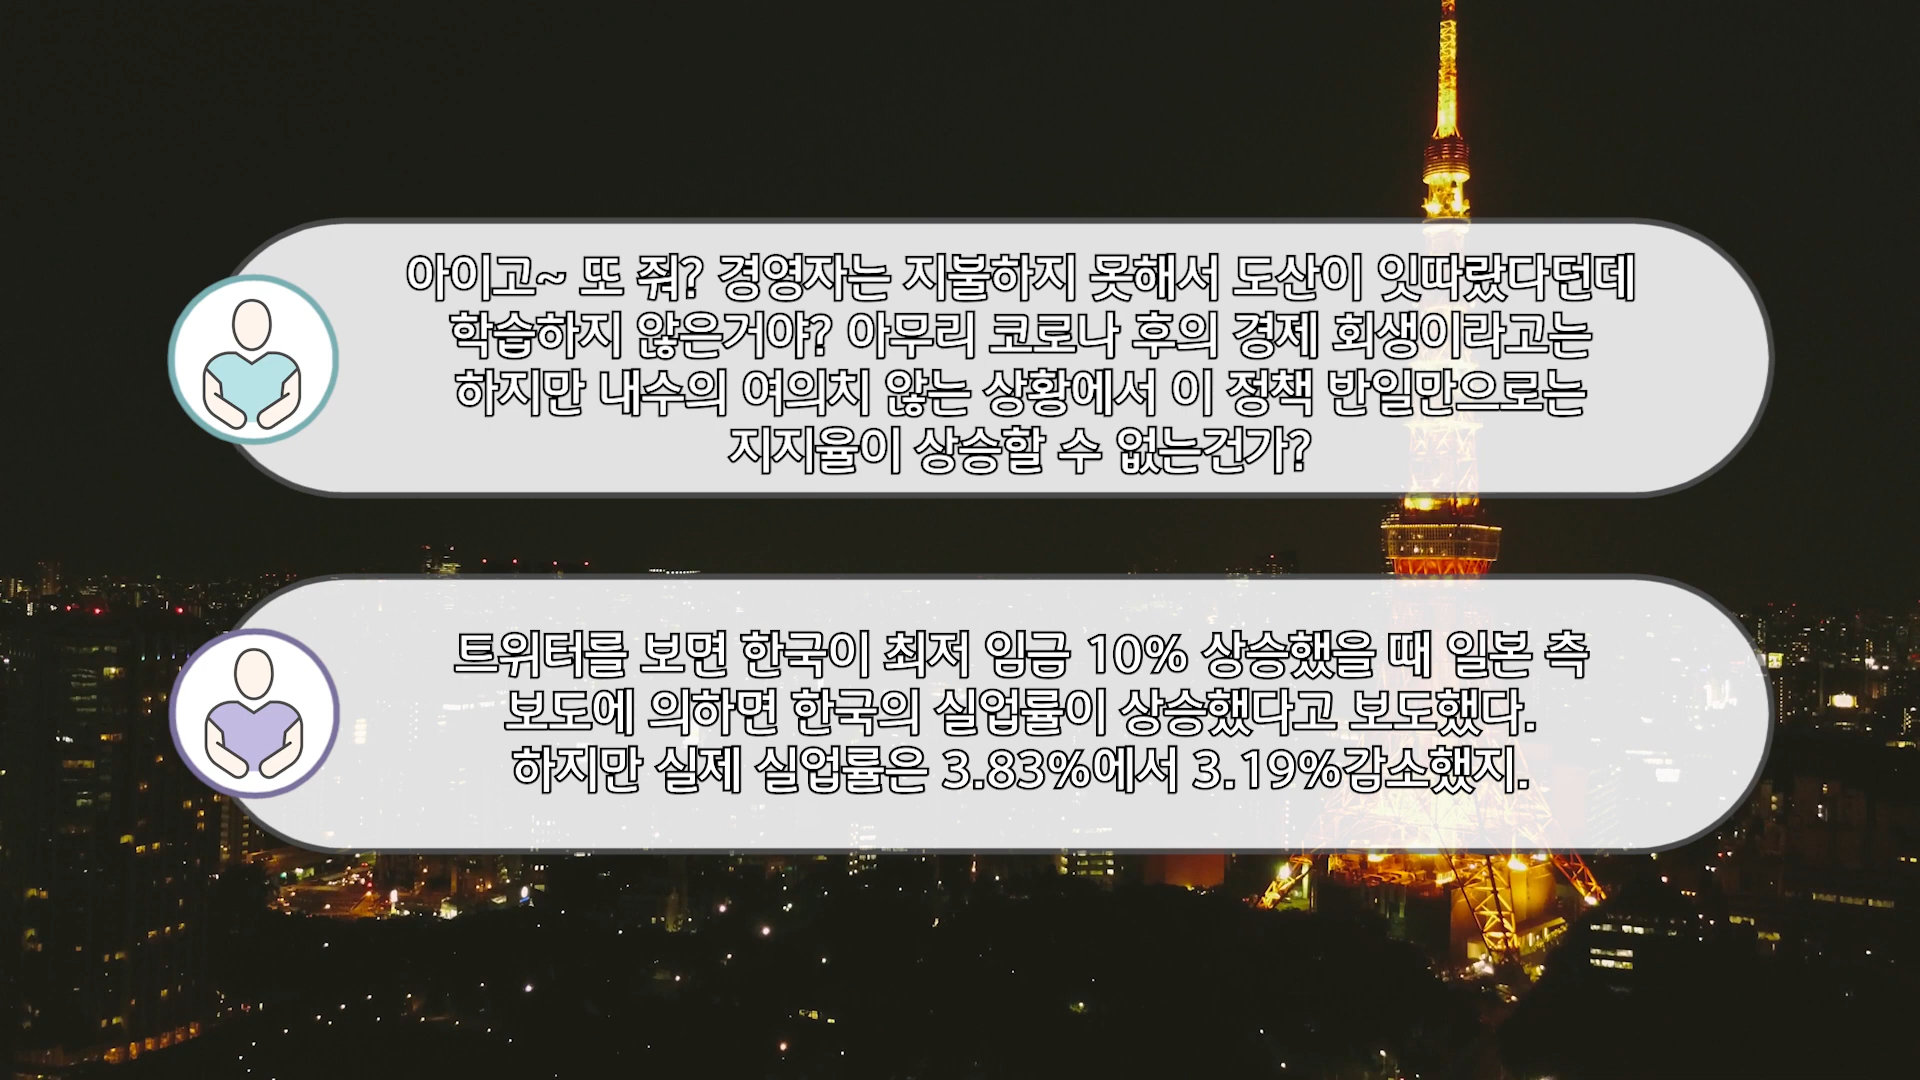 아이고~ 또 줘? 경영자는 지불하지 못해서 도산이 잇따랐다던데
학습하지 않은거야? 아무리 코로나 후의 경제 회생이라고는
하지만 내수의 여의치 않는 상황에서 이 정책 반일만으로는
지지율이 상승할 수 없는건가?
트위터를 보면 한국이 최저 임금 10% 상승했을 때 일본 측
보도에 의하면 한국의 실업률이 상승했다고 보도했다.
하지만 실제 실업률은 3.83%에서 3.19%감소했지.